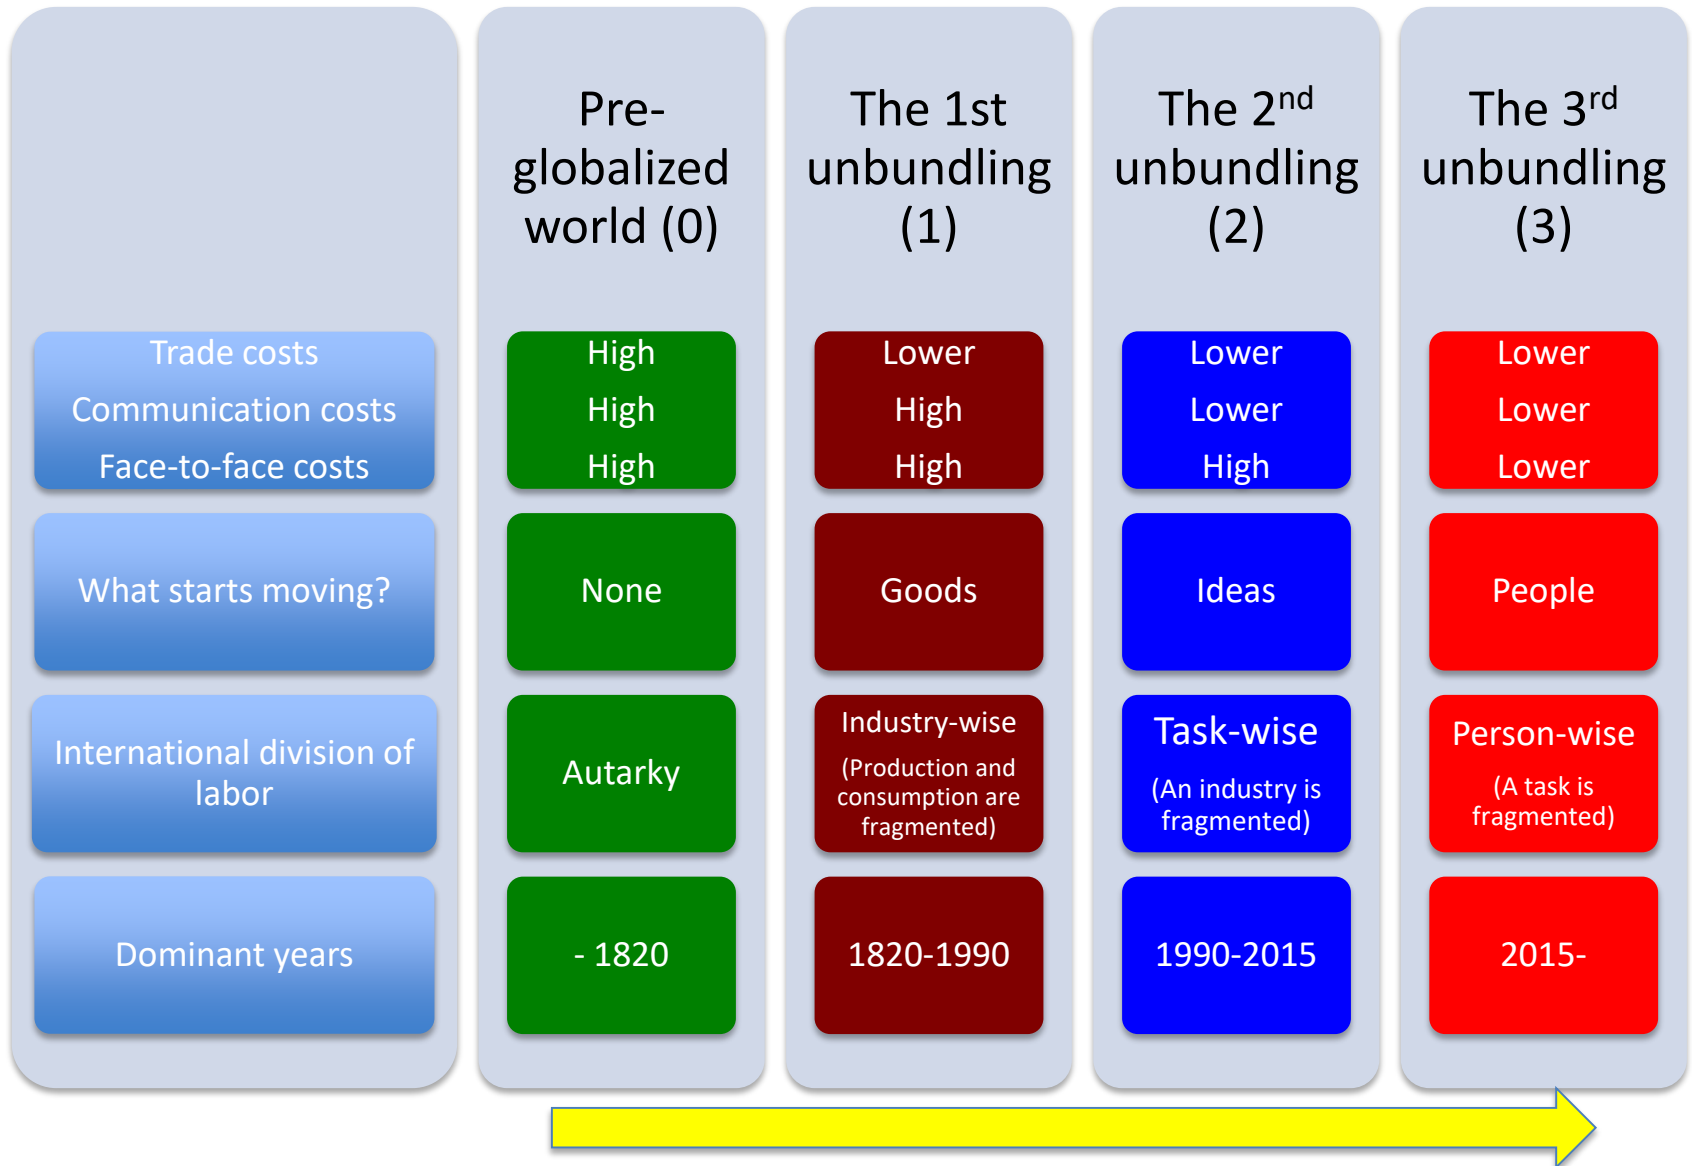 Pre-
globalized
world (0)
The 1st
unbundling
(1)
The 2nd
unbundling
(2)
The 3rd
unbundling
(3)
Trade costs
Communication costs
Face-to-face costs
High
High
High
Lower
High
High
Lower
Lower
High
Lower
Lower
Lower
What starts moving?
None
Goods
Ideas
People
International division of
labor
Autarky
Industry-wise
(Production and
consumption are
fragmented)
Task-wise
(An industry is
fragmented)
Person-wise
(A task is
fragmented)
Dominant years
- 1820
1820-1990
1990-2015
2015-